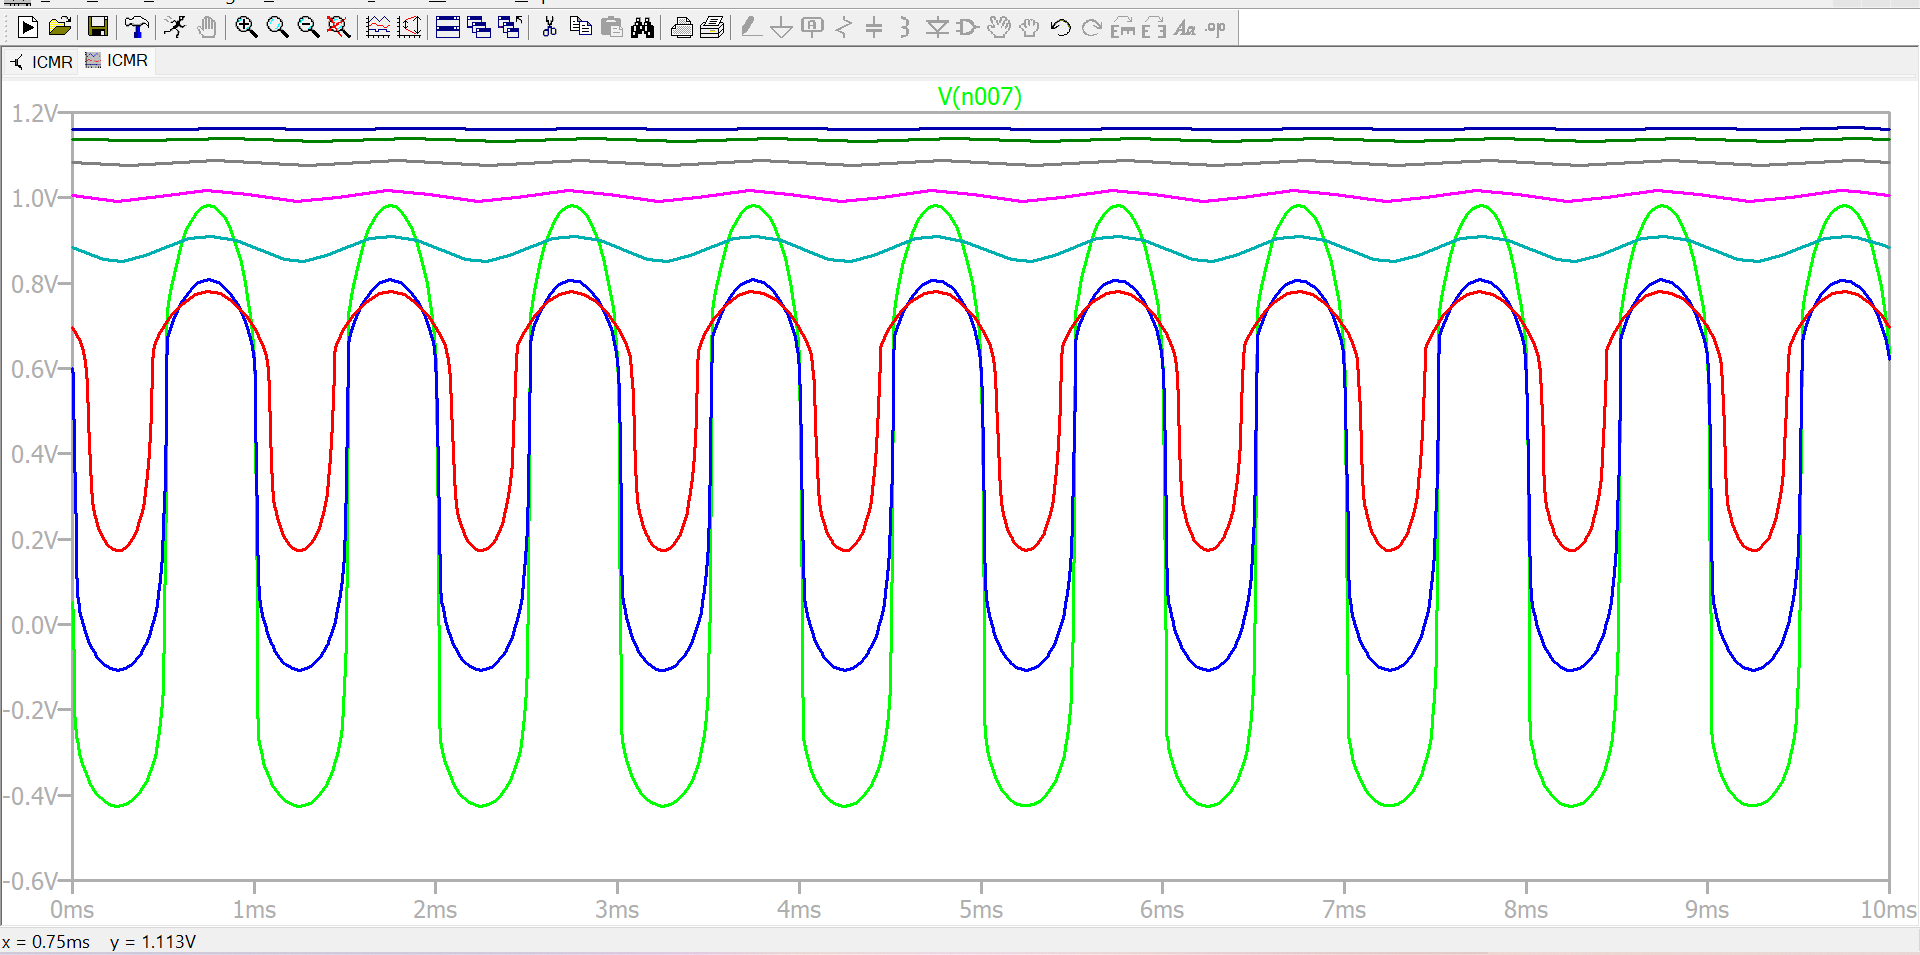 ICMR ICMR
V(n007)
1.2V
1.0V
0.8V
0.6V
0.4V
0.2V
0.0V
-0.2V
-0.4V
-0.6V
0ms 1ms 2ms 3ms 4ms 5ms 6ms 7ms 8ms 9ms 10ms
x = 0.75ms y = 1.113V